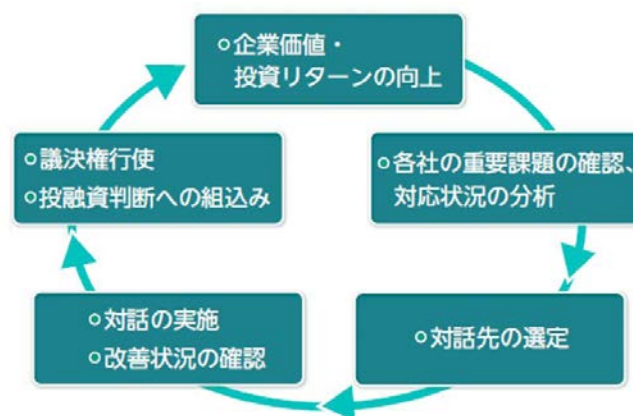 ○企業価値・
投資リターンの向上
○各社の重要課題の確認、
対応状況の分析
○対話先の選定
○対話の実施
○改善状況の確認
○議決権行使
○投融資判断への組込み